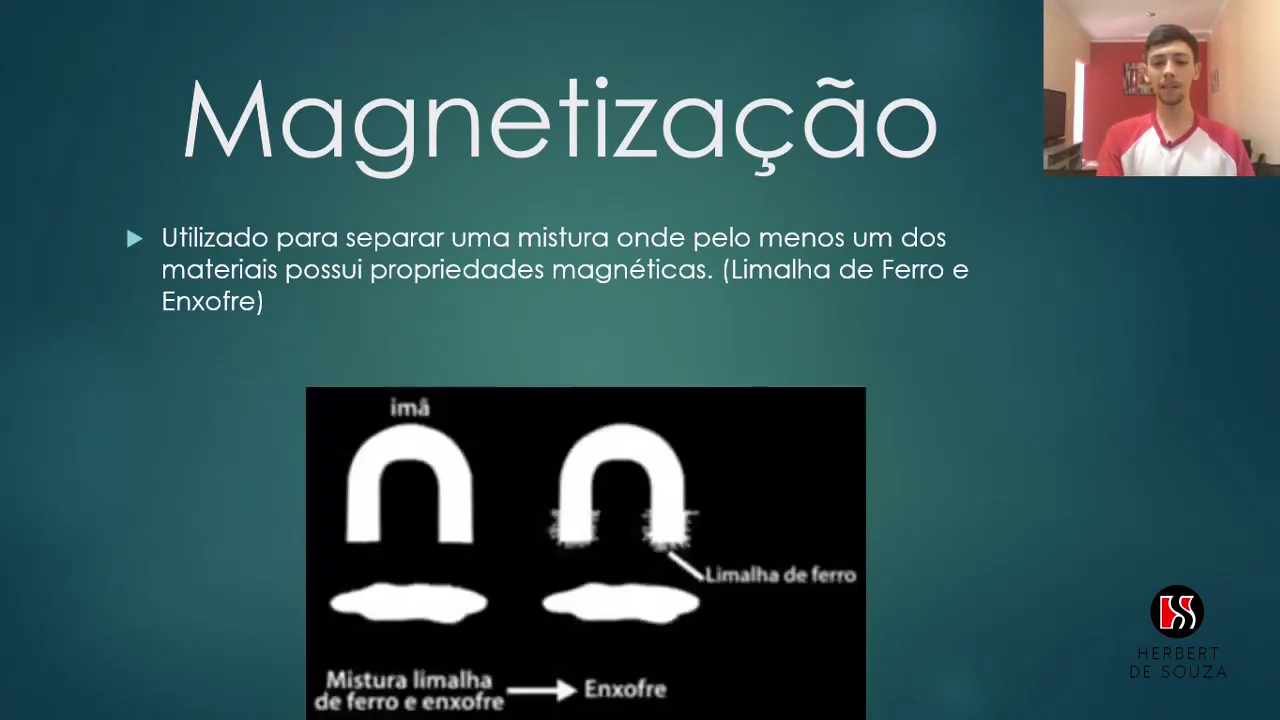 Magnetização
Utilizado para separar uma mistura onde pelo menos um dos
materiais possui propriedades magnéticas. (Limalha de Ferro e
Enxofre)
imã
Limalha de ferro
Mistura limalha
de ferro e enxofre
Enxofre
HERBERT
DE SOUZA